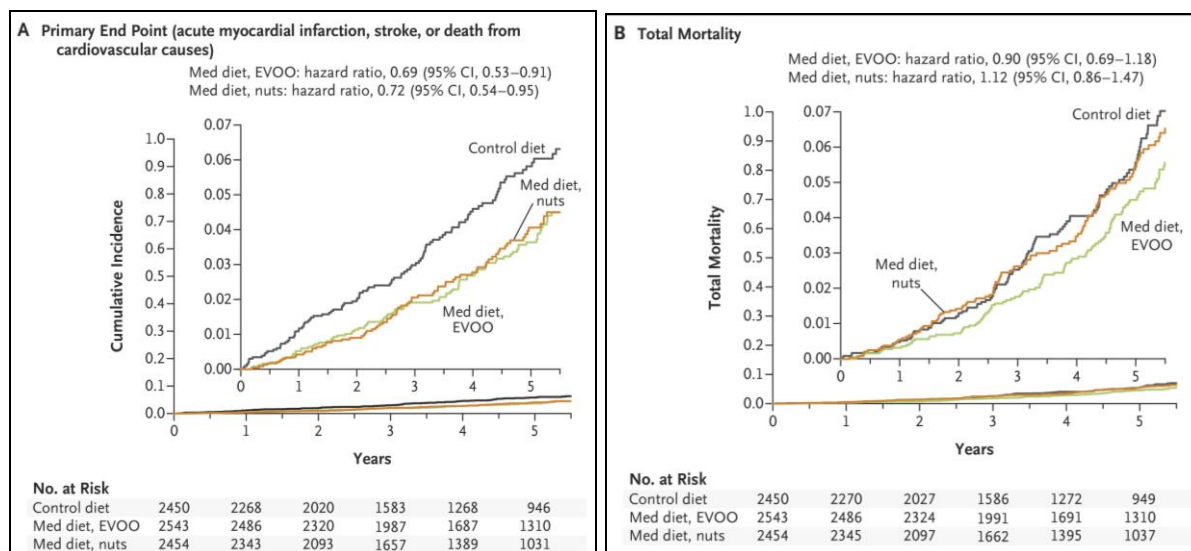 A Primary End Point (acute myocardial infarction, stroke, or death from
cardiovascular causes)
Med diet, EVOO: hazard ratio, 0.69 (95% CI, 0.53–0.91)
Med diet, nuts: hazard ratio, 0.72 (95% CI, 0.54–0.95)
Cumulative Incidence
1.0
0.9
0.8
0.7
0.6
0.5
0.4
0.3
0.2
0.1
0.0
0.07
0.06
0.05
0.04
0.03
0.02
0.01
0.00
Control diet
Med diet,
nuts
Med diet,
EVOO
0 1 2 3 4 5
0 1 2 3 4 5
Years
No. at Risk
Control diet 2450 2268 2020 1583 1268 946
Med diet, EVOO 2543 2486 2320 1987 1687 1310
Med diet, nuts 2454 2343 2093 1657 1389 1031
B Total Mortality
Med diet, EVOO: hazard ratio, 0.90 (95% CI, 0.69–1.18)
Med diet, nuts: hazard ratio, 1.12 (95% CI, 0.86–1.47)
Total Mortality
1.0
0.9
0.8
0.7
0.6
0.5
0.4
0.3
0.2
0.1
0.0
0.07
0.06
0.05
0.04
0.03
0.02
0.01
0.00
Control diet
Med diet,
EVOO
Med diet,
nuts
0 1 2 3 4 5
0 1 2 3 4 5
Years
No. at Risk
Control diet 2450 2270 2027 1586 1272 949
Med diet, EVOO 2543 2486 2324 1991 1691 1310
Med diet, nuts 2454 2345 2097 1662 1395 1037